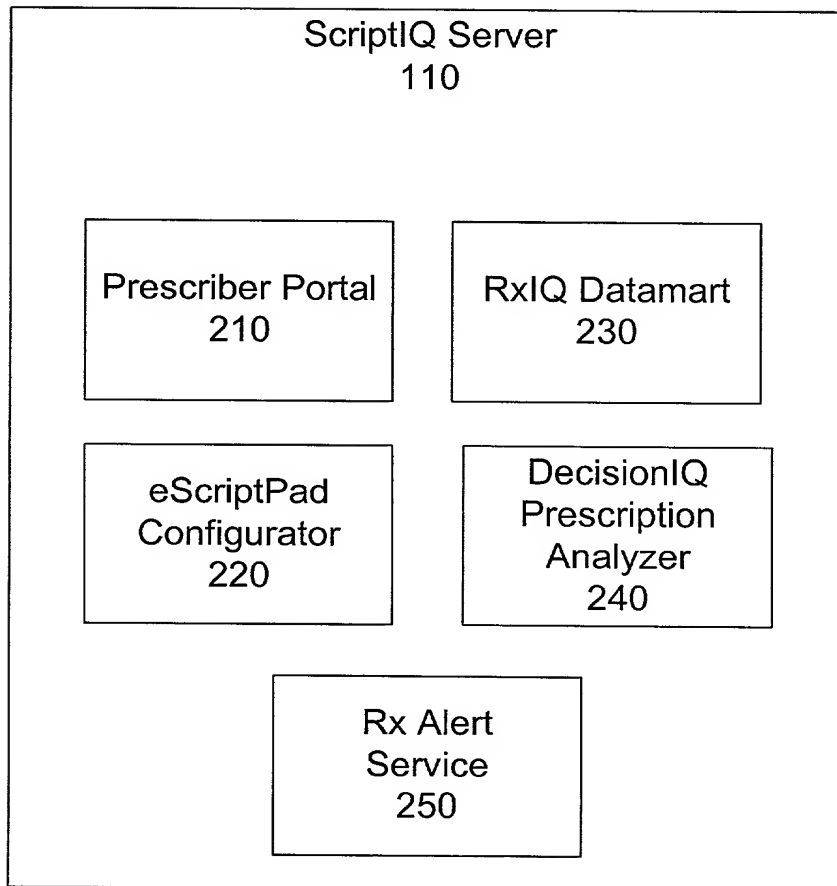 ScriptIQ Server
110
Prescriber Portal
210
RxIQ Datamart
230
eScriptPad
Configurator
220
DecisionIQ
Prescription
Analyzer
240
Rx Alert
Service
250